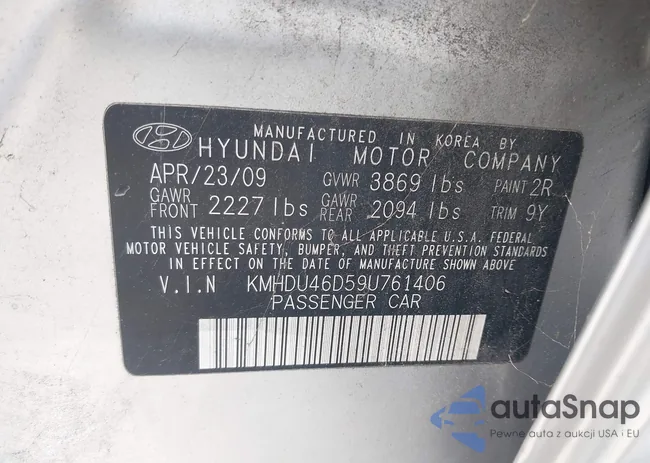 MANUFACTURED IN KOREA BY
HYUNDAI MOTOR COMPANY
APR/23/09 GVWR 3869 lbs PAINT 2R
GAWR FRONT 2227 lbs GAWR REAR 2094 lbs TRIM 9Y
THIS VEHICLE CONFORMS TO ALL APPLICABLE U.S.A. FEDERAL
MOTOR VEHICLE SAFETY, BUMPER, AND THEFT PREVENTION STANDARDS
IN EFFECT ON THE DATE OF MANUFACTURE SHOWN ABOVE
V.I.N KMHDU46D59U761406
PASSENGER CAR
autaSnap
Pewne auta z aukcji USA i EU